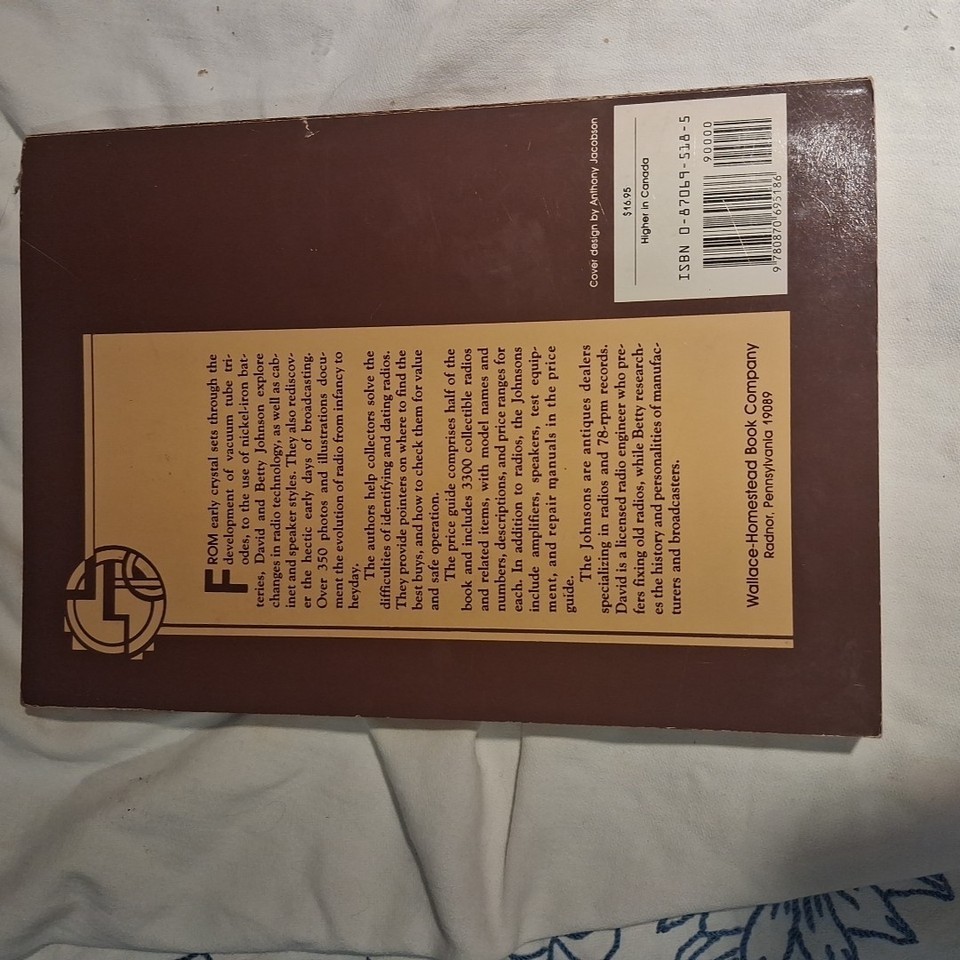 FROM early crystal sets through the
development of vacuum tube tri-
odes, to the use of nickel-iron bat-
teries, David and Betty Johnson explore
changes in radio technology, as well as cab-
inet and speaker styles. They also rediscov-
er the hectic early days of broadcasting.
Over 350 photos and illustrations docu-
ment the evolution of radio from infancy to
heyday.
The authors help collectors solve the
difficulties of identifying and dating radios.
They provide pointers on where to find the
best buys, and how to check them for value
and safe operation.
The price guide comprises half of the
book and includes 3300 collectible radios
and related items, with model names and
numbers, descriptions, and price ranges for
each. In addition to radios, the Johnsons
include amplifiers, speakers, test equip-
ment, and repair manuals in the price
guide.
The Johnsons are antiques dealers
specializing in radios and 78-rpm records.
David is a licensed radio engineer who pre-
fers fixing old radios, while Betty research-
es the history and personalities of manufac-
turers and broadcasters.
Wallace-Homestead Book Company
Radnor, Pennsylvania 19089
Cover design by Anthony Jacobson
$16.95
Higher in Canada
ISBN 0-87069-518-5
90000
9 780870 695186